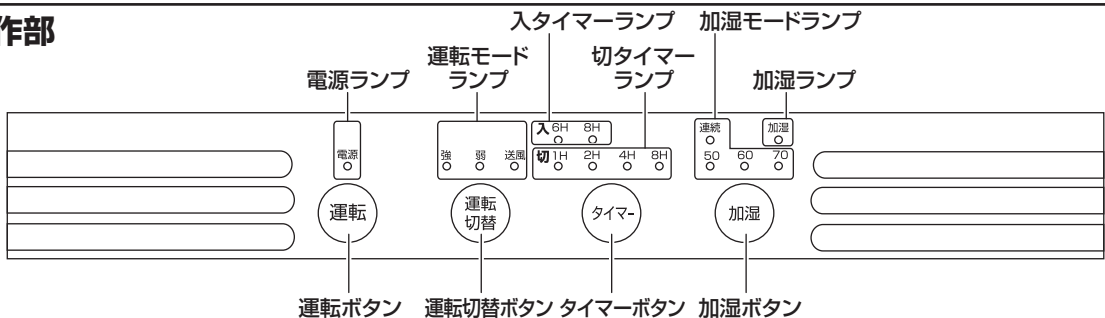 作部
入タイマーランプ 加湿モードランプ
運転モード
ランプ
切タイマー
ランプ
電源ランプ
加湿ランプ
電源
強 弱 送風
入 6H 8H
切 1H 2H 4H 8H
連続
加湿
50 60 70
運転
運転
切替
タイマー
加湿
運転ボタン 運転切替ボタン タイマーボタン 加湿ボタン